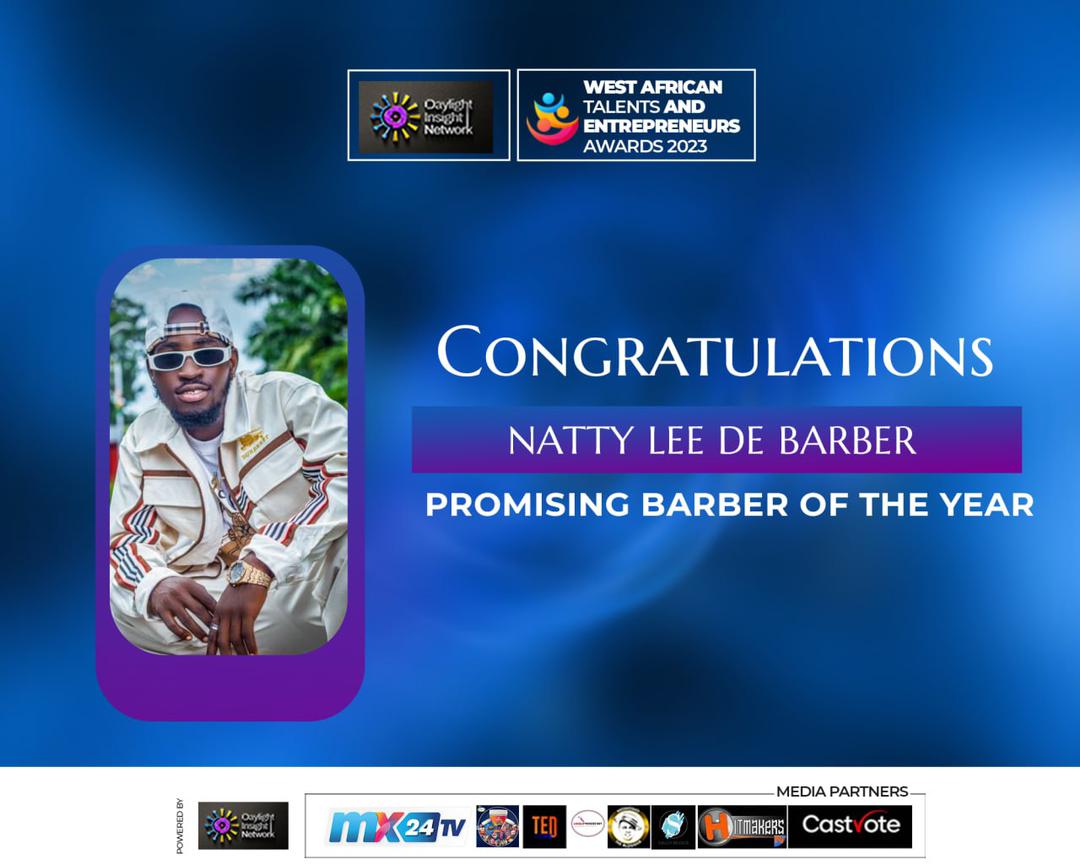 Daylight
Insight
Network
WEST AFRICAN
TALENTS AND
ENTREPRENEURS
AWARDS 2023
CONGRATULATIONS
NATTY LEE DE BARBER
PROMISING BARBER OF THE YEAR
MEDIA PARTNERS
POWERED BY
Daylight
Insight
Network
MX24TV
TEQ
HITMAKERS
CastVote